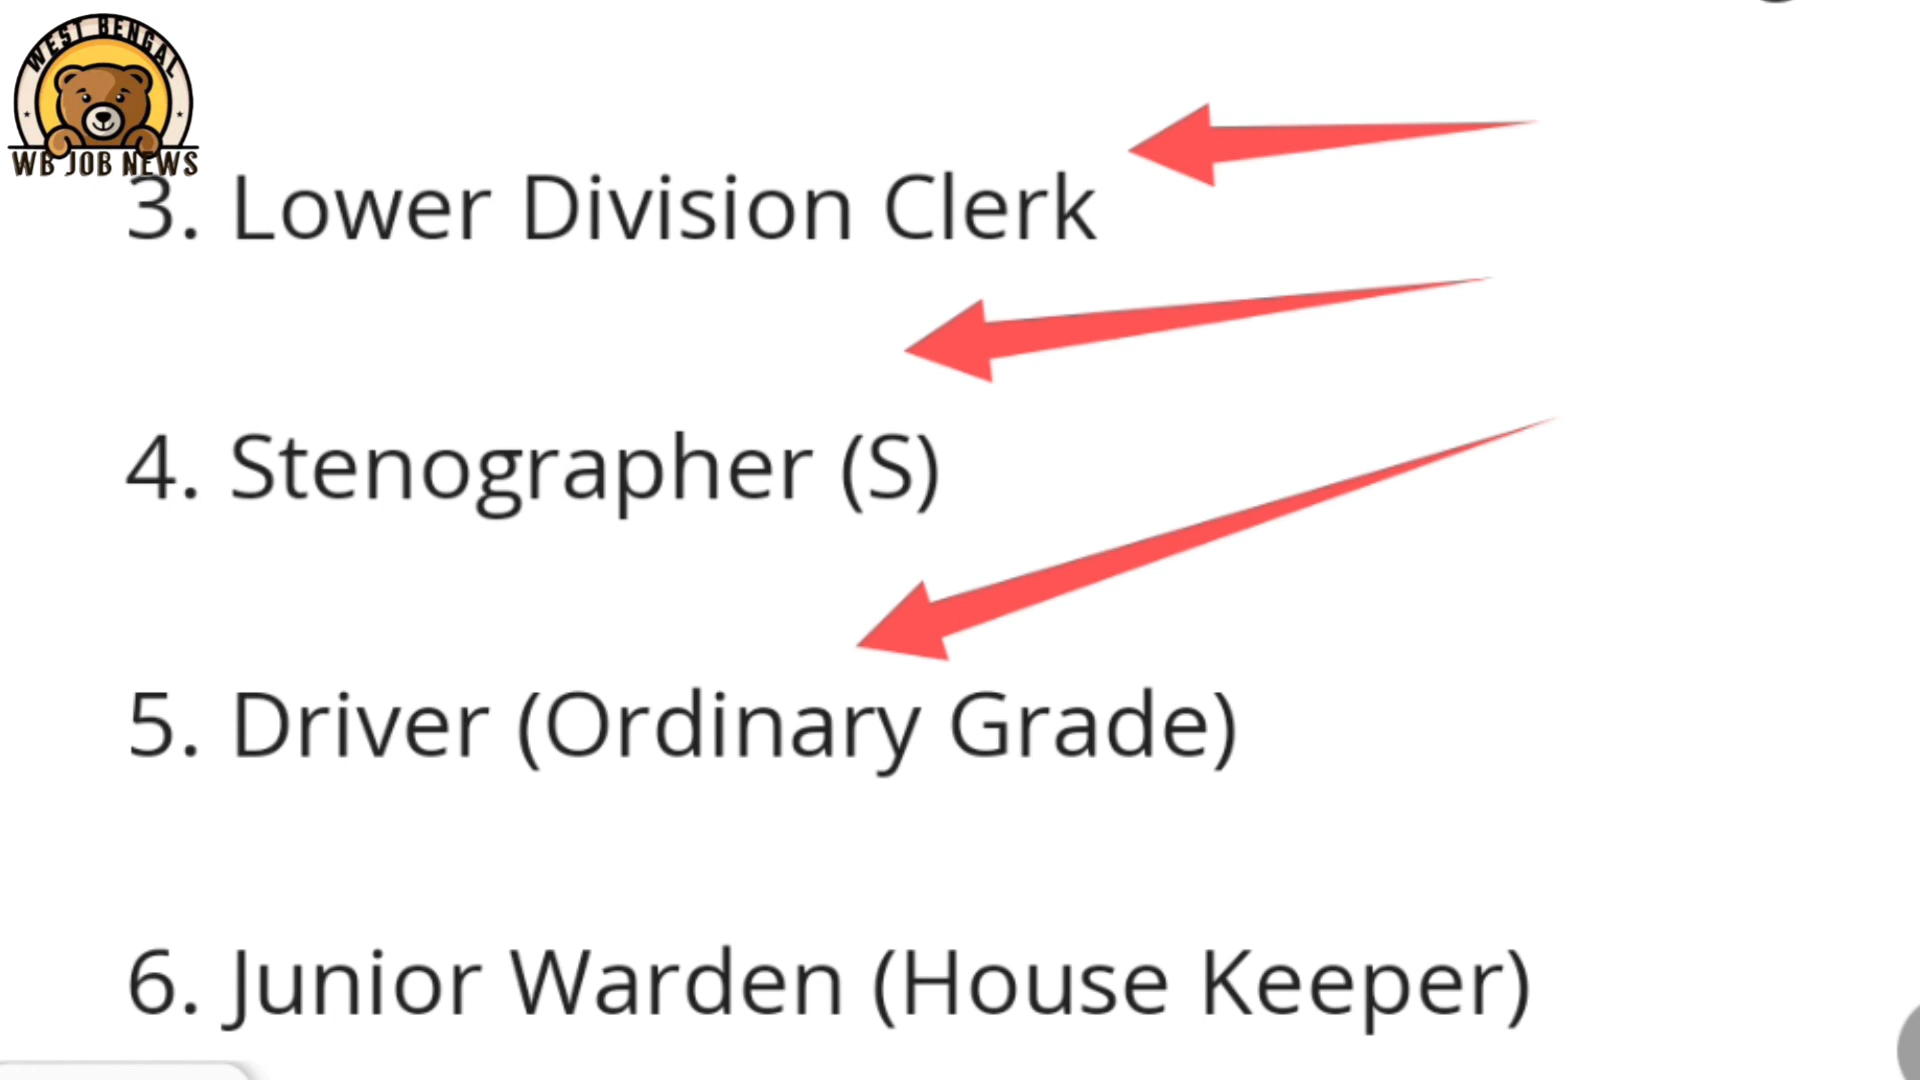 WEST BENGAL
WB JOB NEWS
3. Lower Division Clerk
4. Stenographer (S)
5. Driver (Ordinary Grade)
6. Junior Warden (House Keeper)